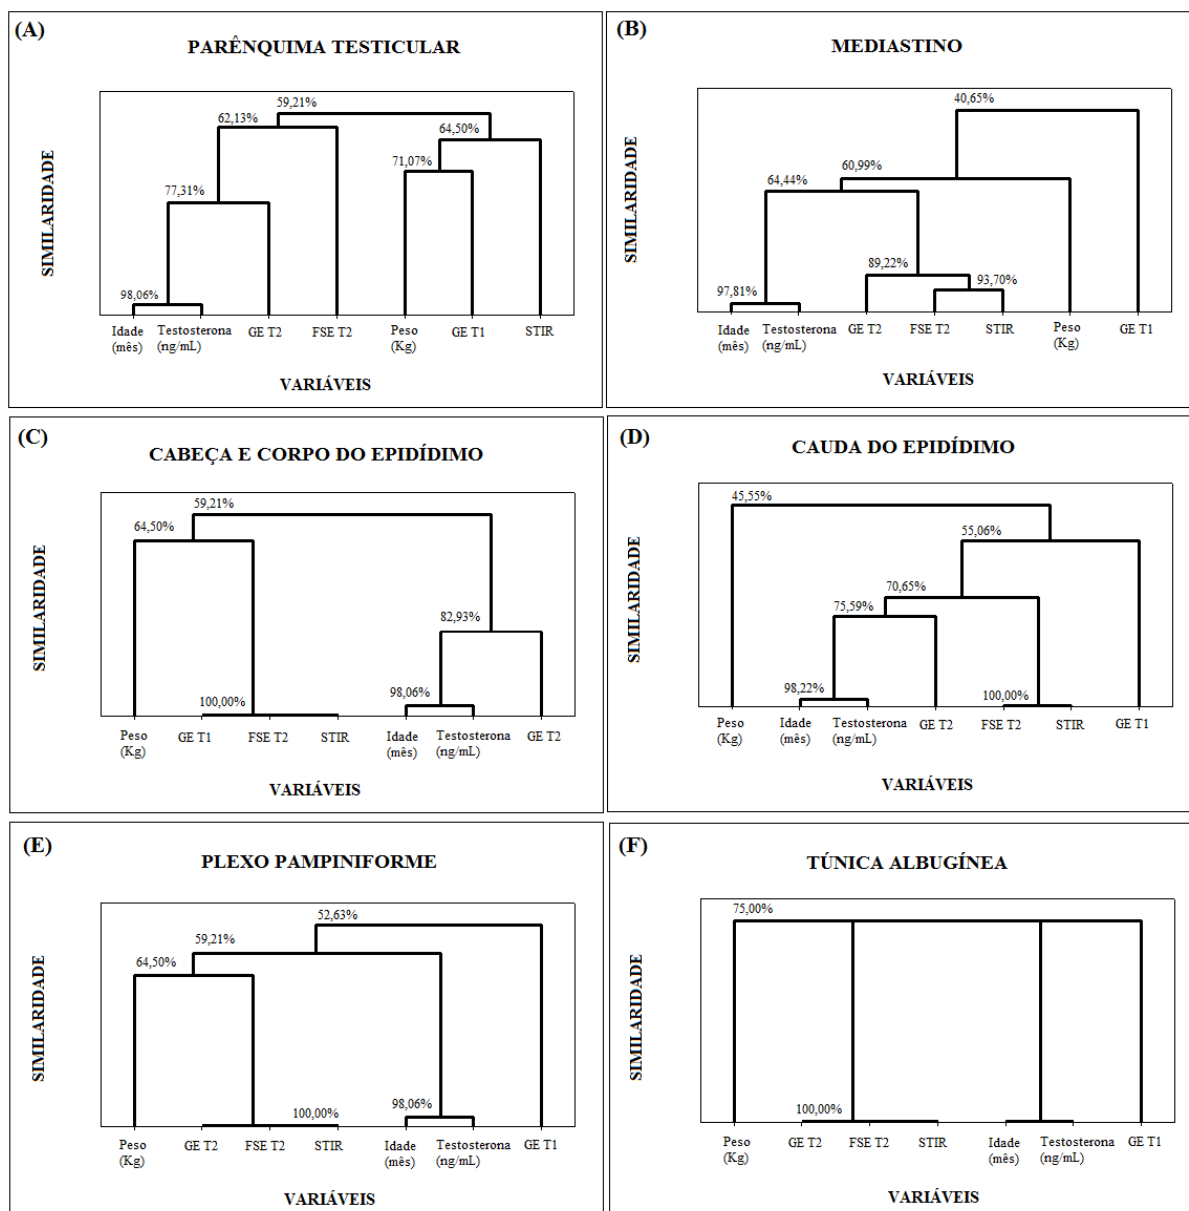 (A)
PARÊNQUIMA TESTICULAR
SIMILARIDADE
59,21%
62,13%
64,50%
71,07%
77,31%
98,06%
Idade (mês)
Testosterona (ng/mL)
GE T2
FSE T2
Peso (Kg)
GE T1
STIR
VARIÁVEIS
(B)
MEDIASTINO
SIMILARIDADE
40,65%
60,99%
64,44%
89,22%
93,70%
97,81%
Idade (mês)
Testosterona (ng/mL)
GE T2
FSE T2
STIR
Peso (Kg)
GE T1
VARIÁVEIS
(C)
CABEÇA E CORPO DO EPIDÍDIMO
SIMILARIDADE
59,21%
64,50%
82,93%
98,06%
100,00%
Peso (Kg)
GE T1
FSE T2
STIR
Idade (mês)
Testosterona (ng/mL)
GE T2
VARIÁVEIS
(D)
CAUDA DO EPIDÍDIMO
SIMILARIDADE
45,55%
55,06%
70,65%
75,59%
98,22%
100,00%
Peso (Kg)
Idade (mês)
Testosterona (ng/mL)
GE T2
FSE T2
STIR
GE T1
VARIÁVEIS
(E)
PLEXO PAMPINIFORME
SIMILARIDADE
52,63%
59,21%
64,50%
98,06%
100,00%
Peso (Kg)
GE T2
FSE T2
STIR
Idade (mês)
Testosterona (ng/mL)
GE T1
VARIÁVEIS
(F)
TÚNICA ALBUGÍNEA
SIMILARIDADE
75,00%
100,00%
Peso (Kg)
GE T2
FSE T2
STIR
Idade (mês)
Testosterona (ng/mL)
GE T1
VARIÁVEIS